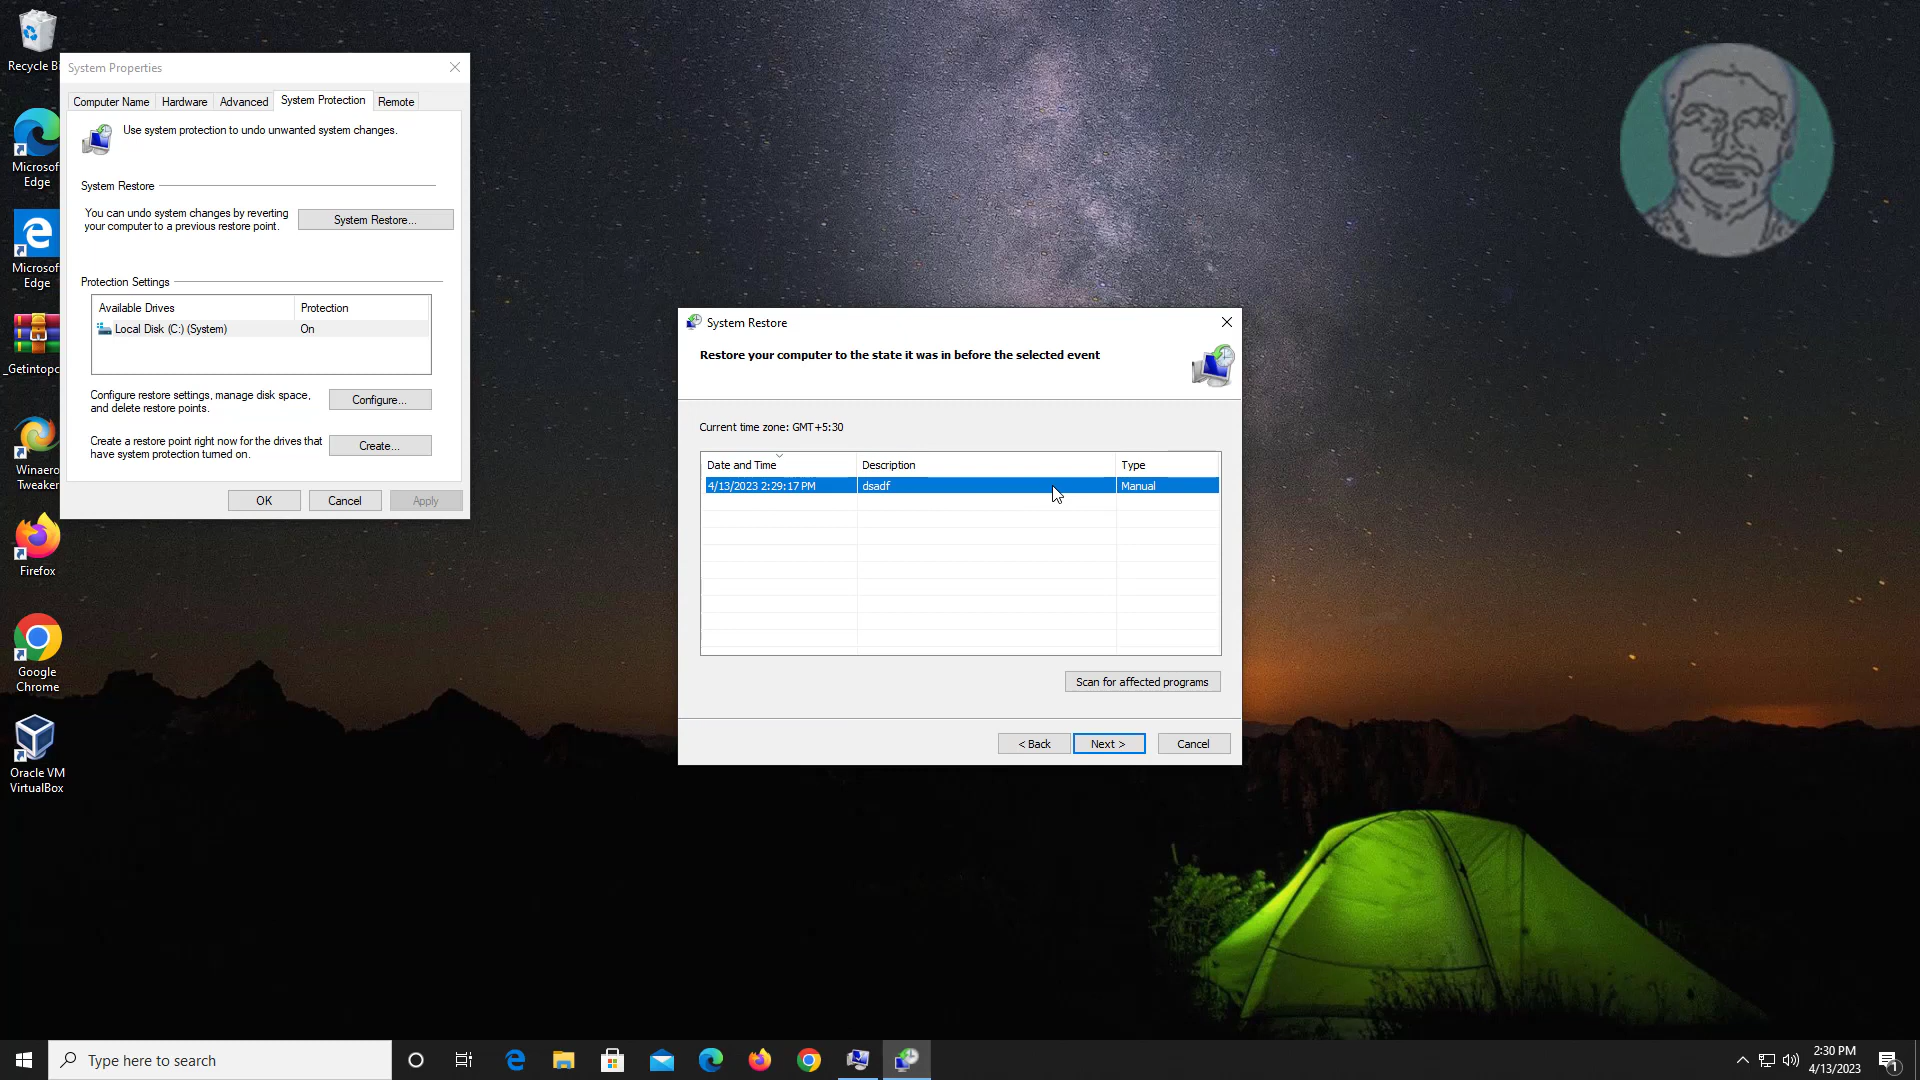 Recycle Bi
Microsof
Edge
Microsof
Edge
_Getintopc
Winaero
Tweaker
Firefox
Google
Chrome
Oracle VM
VirtualBox
System Properties
Computer Name
Hardware
Advanced
System Protection
Remote
Use system protection to undo unwanted system changes.
System Restore
You can undo system changes by reverting
your computer to a previous restore point.
System Restore...
Protection Settings
Available Drives
Protection
Local Disk (C:) (System)
On
Configure restore settings, manage disk space,
and delete restore points.
Configure...
Create a restore point right now for the drives that
have system protection turned on.
Create...
OK
Cancel
Apply
System Restore
Restore your computer to the state it was in before the selected event
Current time zone: GMT+5:30
Date and Time
Description
Type
4/13/2023 2:29:17 PM
dsadf
Manual
Scan for affected programs
< Back
Next >
Cancel
Type here to search
2:30 PM
4/13/2023
1